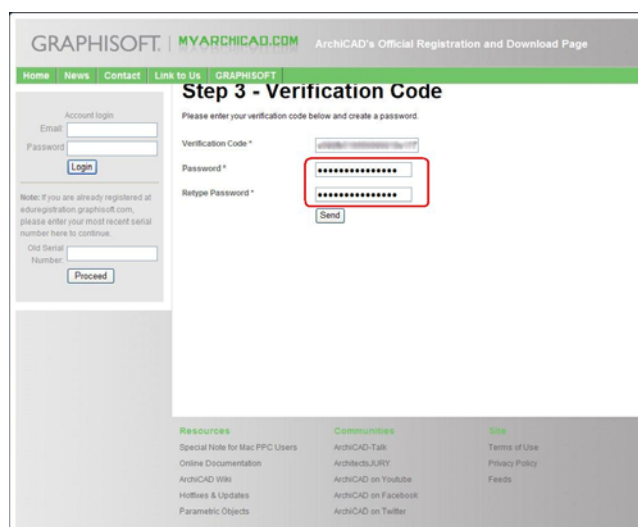 GRAPHISOFT. MYARCHICAD.COM ArchiCAD's Official Registration and Download Page
Home News Contact Link to Us GRAPHISOFT
Account login
Email:
Password
Login
Note: If you are already registered at
eduregistration.graphisoft.com,
please enter your most recent serial
number here to continue.
Old Serial
Number:
Proceed
Step 3 - Verification Code
Please enter your verification code below and create a password.
Verification Code *
Password *
Retype Password *
Send
Resources
Special Note for Mac PPC Users
Online Documentation
ArchiCAD Wiki
Hotfixes & Updates
Parametric Objects
Communities
ArchiCAD-Talk
ArchitectsJURY
ArchiCAD on Youtube
ArchiCAD on Facebook
ArchiCAD on Twitter
Site
Terms of Use
Privacy Policy
Feeds